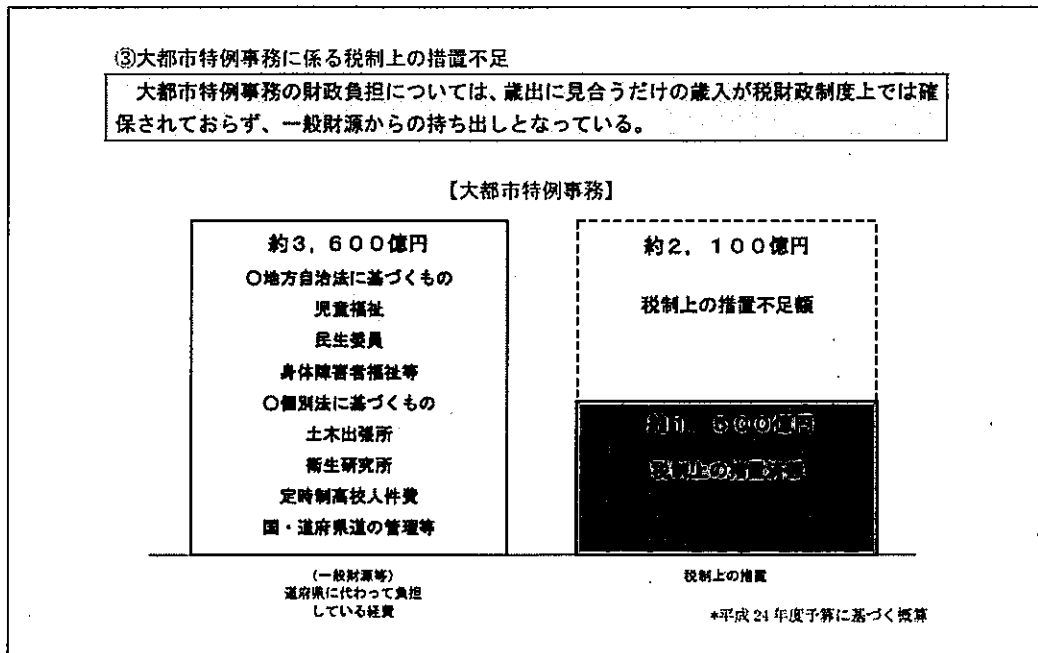 ③大都市特例事務に係る税制上の措置不足
大都市特例事務の財政負担については、歳出に見合うだけの歳入が税財政制度上では確
保されておらず、一般財源からの持ち出しとなっている。
【大都市特例事務】
約3，600億円
○地方自治法に基づくもの
児童福祉
民生委員
身体障害者福祉等
○個別法に基づくもの
土木出張所
衛生研究所
定時制高校人件費
国・道府県道の管理等
約2，100億円
税制上の措置不足額
約1，500億円
税制上の措置済額
(一般財源等)
道府県に代わって負担
している経費
税制上の措置
*平成24年度予算に基づく概算